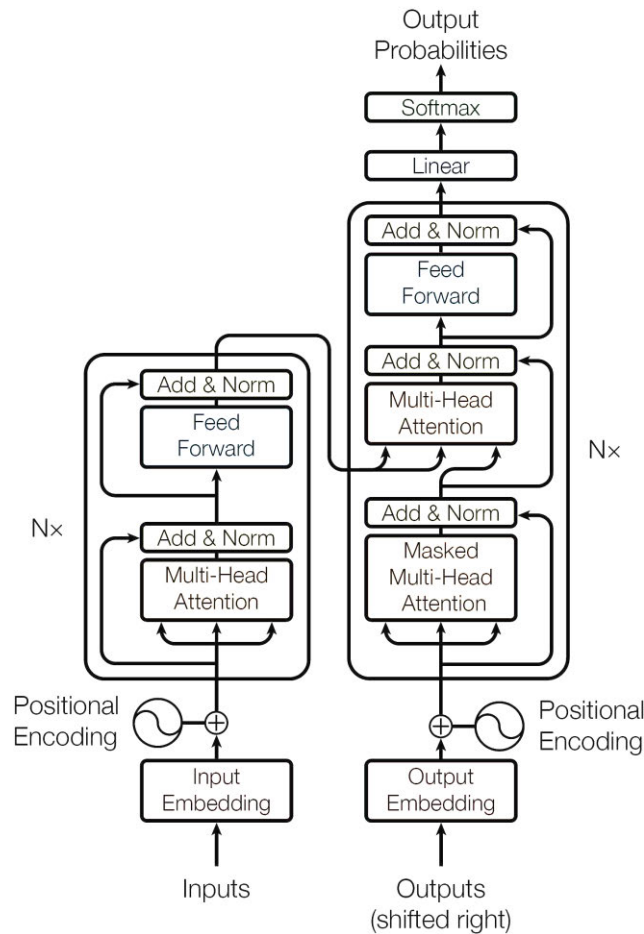 Output
Probabilities
Softmax
Linear
Add & Norm
Feed
Forward
Add & Norm
Multi-Head
Attention
Add & Norm
Masked
Multi-Head
Attention
N×
Add & Norm
Feed
Forward
Add & Norm
Multi-Head
Attention
N×
Positional
Encoding
Positional
Encoding
Input
Embedding
Output
Embedding
Inputs
Outputs
(shifted right)